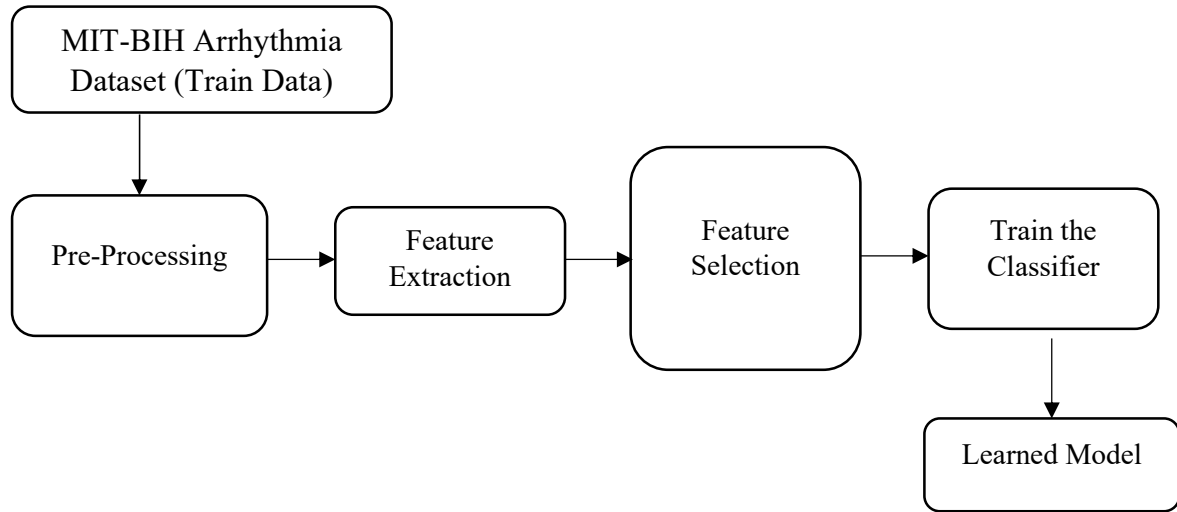 MIT-BIH Arrhythmia
Dataset (Train Data)
Pre-Processing
Feature
Extraction
Feature
Selection
Train the
Classifier
Learned Model